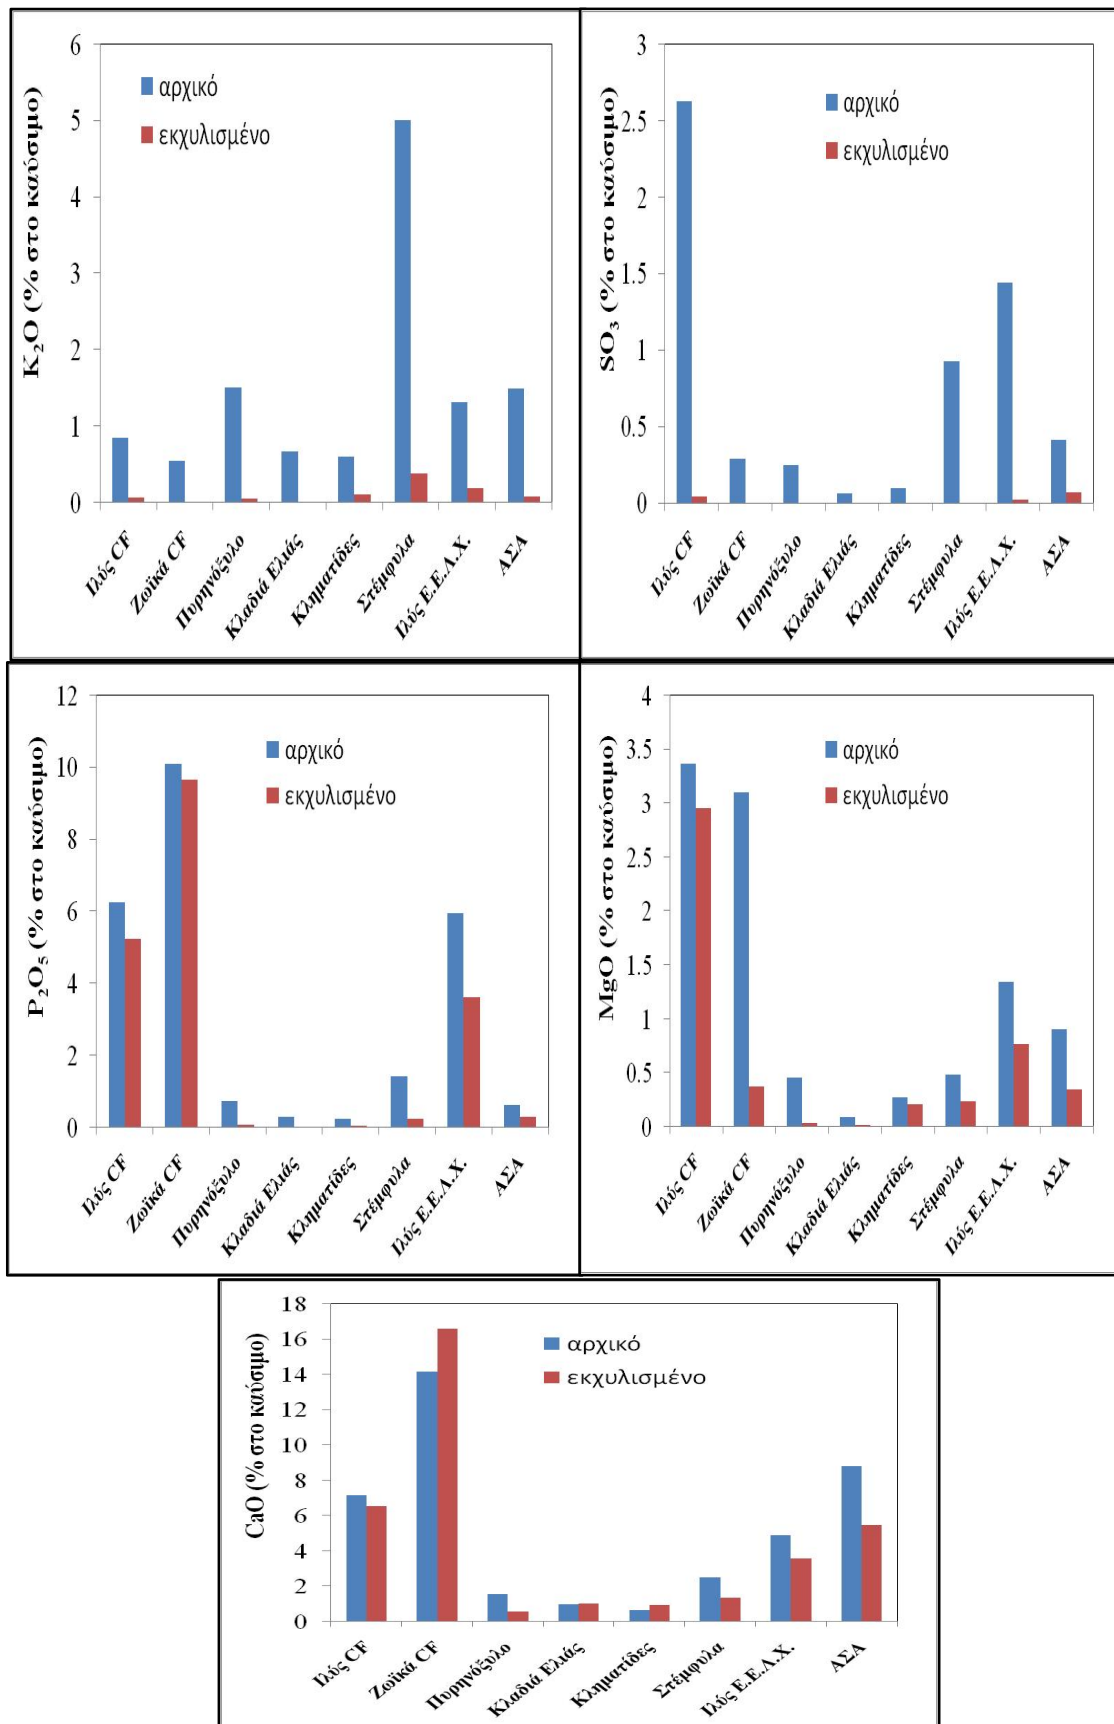 K₂O (% στο καύσιμο)
6
5
4
3
2
1
0
αρχικό
εκχυλισμένο
Ιλύς CF
Ζωϊκά CF
Πυρηνόξυλο
Κλαδιά Ελιάς
Κληματίδες
Στέμφυλα
Ιλύς Ε.Ε.Λ.Χ.
ΑΣΑ
SO₃ (% στο καύσιμο)
3
2.5
2
1.5
1
0.5
0
αρχικό
εκχυλισμένο
Ιλύς CF
Ζωϊκά CF
Πυρηνόξυλο
Κλαδιά Ελιάς
Κληματίδες
Στέμφυλα
Ιλύς Ε.Ε.Λ.Χ.
ΑΣΑ
P₂O₅ (% στο καύσιμο)
12
10
8
6
4
2
0
αρχικό
εκχυλισμένο
Ιλύς CF
Ζωϊκά CF
Πυρηνόξυλο
Κλαδιά Ελιάς
Κληματίδες
Στέμφυλα
Ιλύς Ε.Ε.Λ.Χ.
ΑΣΑ
MgO (% στο καύσιμο)
4
3.5
3
2.5
2
1.5
1
0.5
0
αρχικό
εκχυλισμένο
Ιλύς CF
Ζωϊκά CF
Πυρηνόξυλο
Κλαδιά Ελιάς
Κληματίδες
Στέμφυλα
Ιλύς Ε.Ε.Λ.Χ.
ΑΣΑ
CaO (% στο καύσιμο)
18
16
14
12
10
8
6
4
2
0
αρχικό
εκχυλισμένο
Ιλύς CF
Ζωϊκά CF
Πυρηνόξυλο
Κλαδιά Ελιάς
Κληματίδες
Στέμφυλα
Ιλύς Ε.Ε.Λ.Χ.
ΑΣΑ